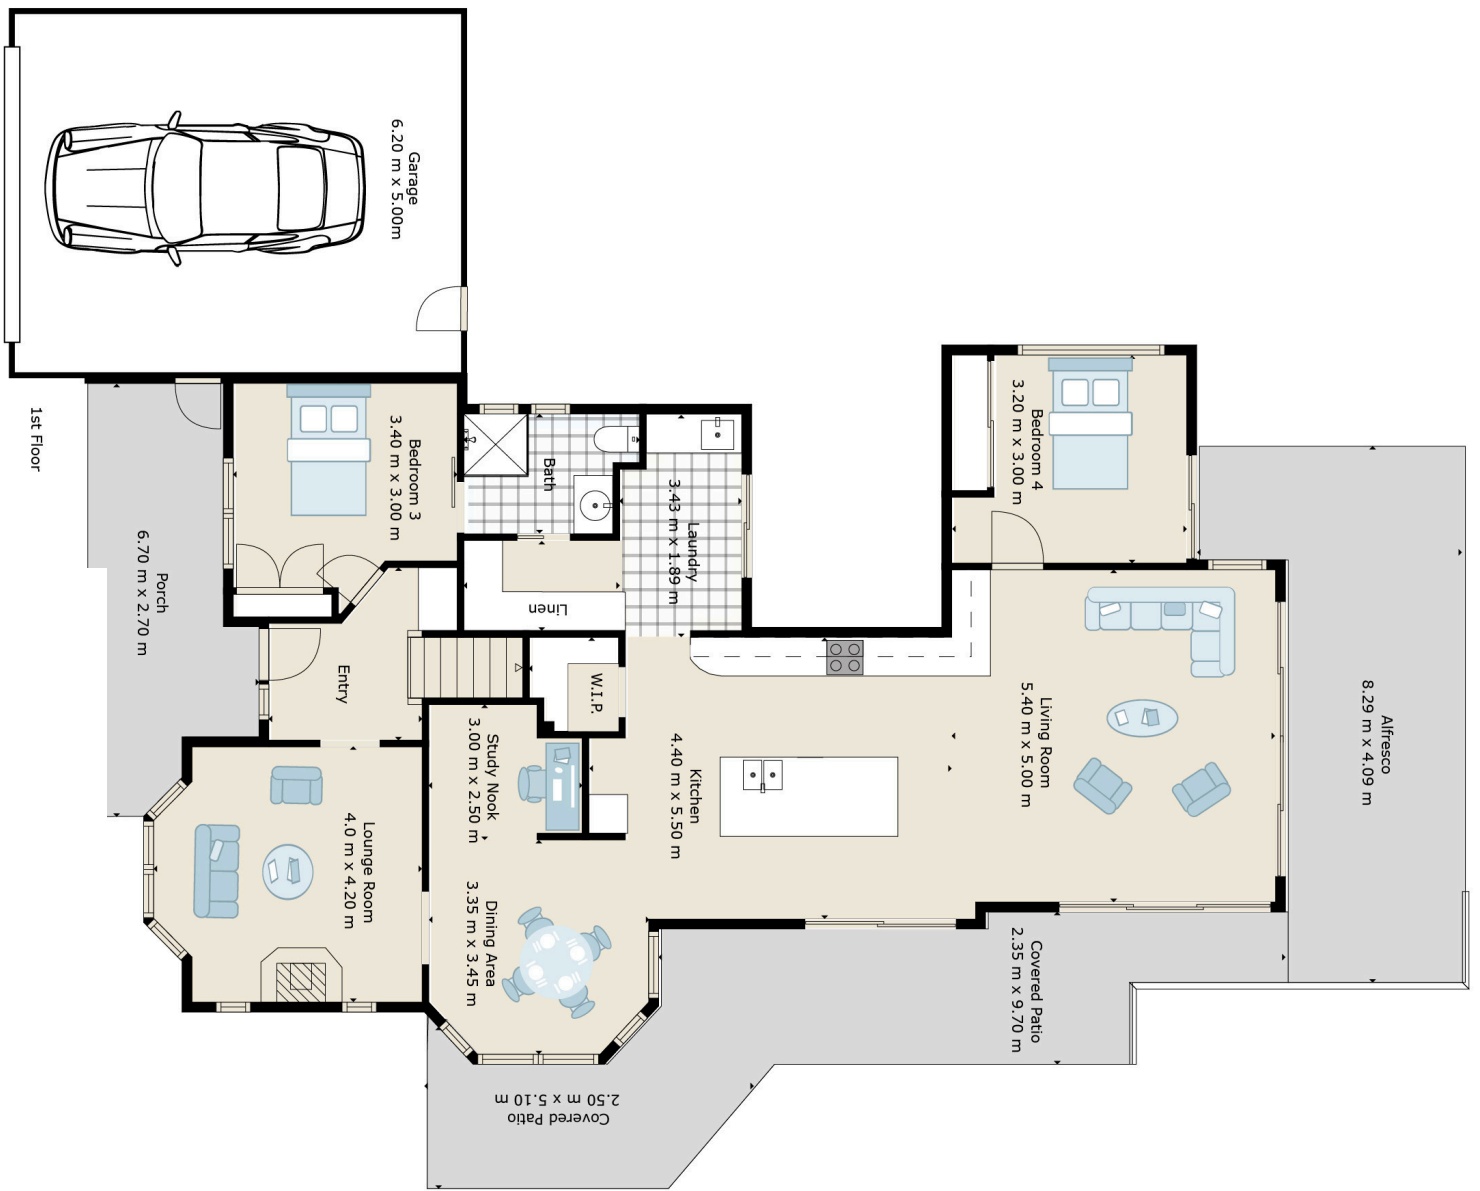 Garage
6.20 m x 5.00m
1st Floor
Bedroom 3
3.40 m x 3.00 m
Bath
Laundry
3.43 m x 1.89 m
Linen
Bedroom 4
3.20 m x 3.00 m
Porch
6.70 m x 2.70 m
Entry
W.I.P.
Study Nook
3.00 m x 2.50 m
Kitchen
4.40 m x 5.50 m
Living Room
5.40 m x 5.00 m
Alfresco
8.29 m x 4.09 m
Lounge Room
4.0 m x 4.20 m
Dining Area
3.35 m x 3.45 m
Covered Patio
2.35 m x 9.70 m
Covered Patio
2.50 m x 5.10 m